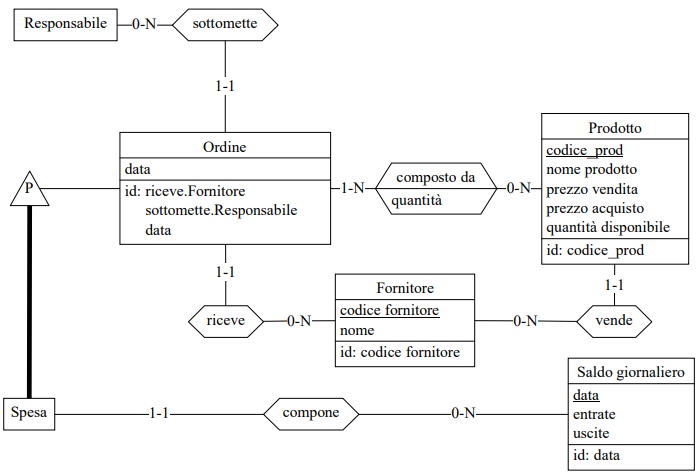 Responsabile
0-N
sottomette
1-1
Ordine
data
id: riceve.Fornitore
sottomette.Responsabile
data
P
1-N
composto da
quantità
0-N
Prodotto
codice_prod
nome prodotto
prezzo vendita
prezzo acquisto
quantità disponibile
id: codice_prod
1-1
1-1
riceve
0-N
Fornitore
codice fornitore
nome
id: codice fornitore
0-N
vende
Spesa
1-1
compone
0-N
Saldo giornaliero
data
entrate
uscite
id: data